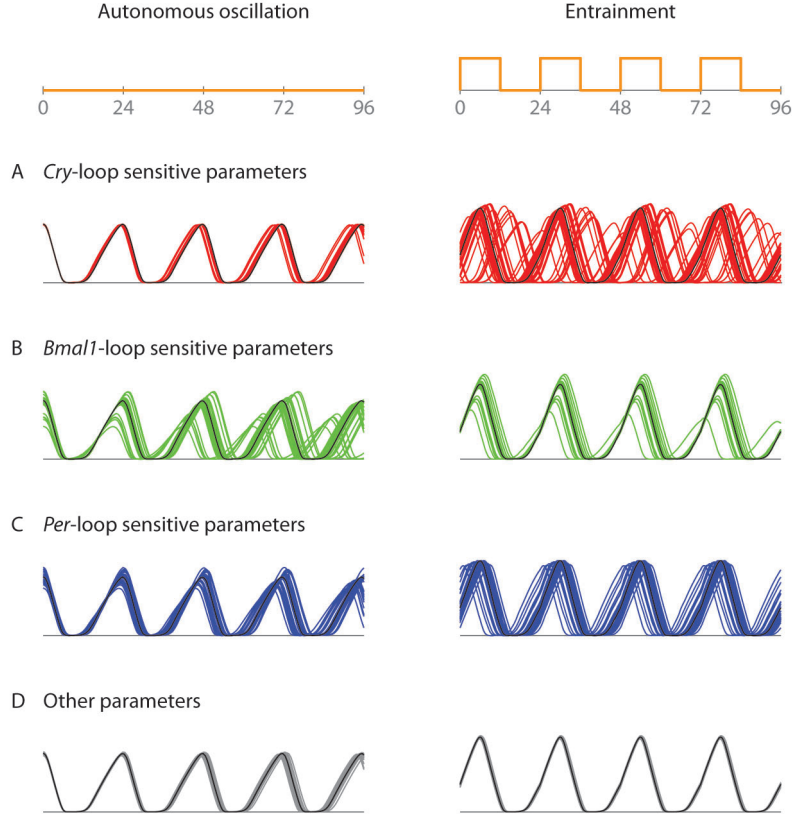 Autonomous oscillation
Entrainment
0 24 48 72 96
0 24 48 72 96
A Cry-loop sensitive parameters
B Bmal1-loop sensitive parameters
C Per-loop sensitive parameters
D Other parameters